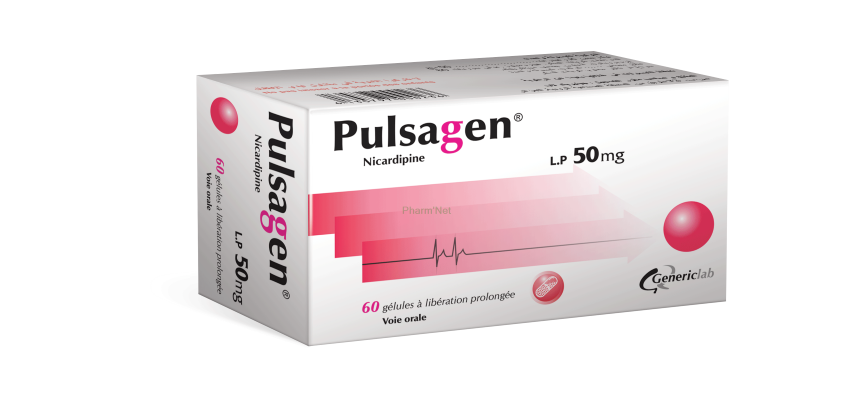 Pulsagen®
Nicardipine
L.P 50mg
Pharm'Net
60 gélules à libération prolongée
Voie orale
Genericlab
Pulsagen®
Nicardipine
L.P 50mg
60 gélules à libération prolongée
Voie orale